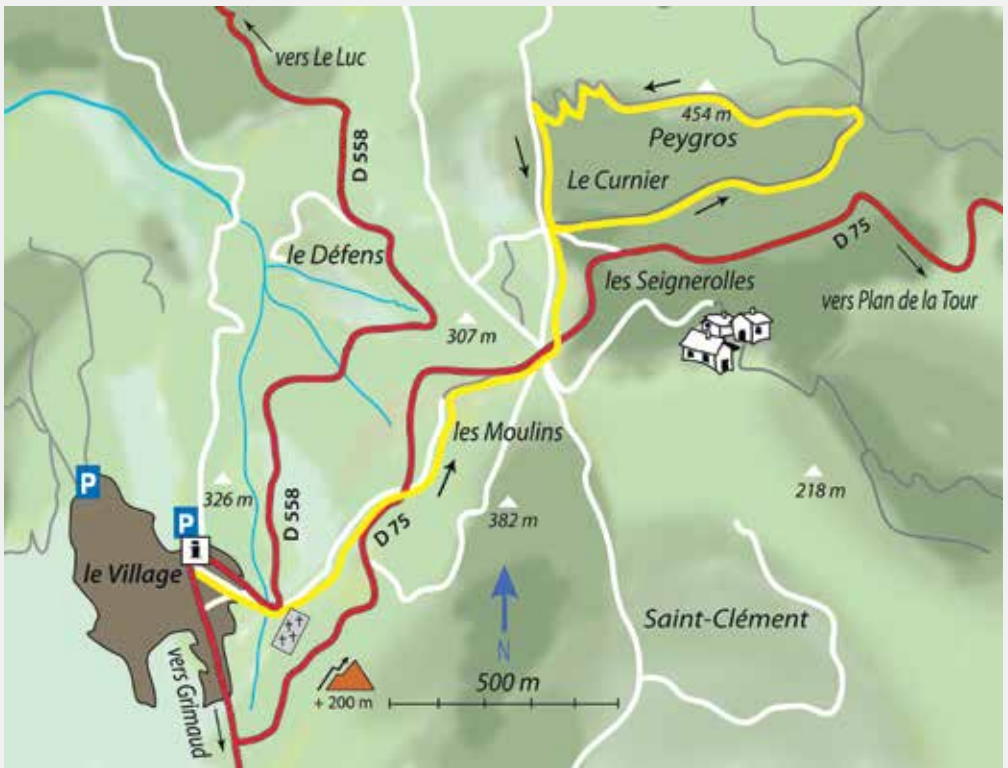 vers Le Luc
D 558
454 m
Peygros
Le Curnier
le Défens
D 75
les Seignerolles
vers Plan de la Tour
307 m
les Moulins
P
326 m
D 558
382 m
218 m
P
i
D 75
le Village
Saint-Clément
N
vers Grimaud
+ 200 m
500 m